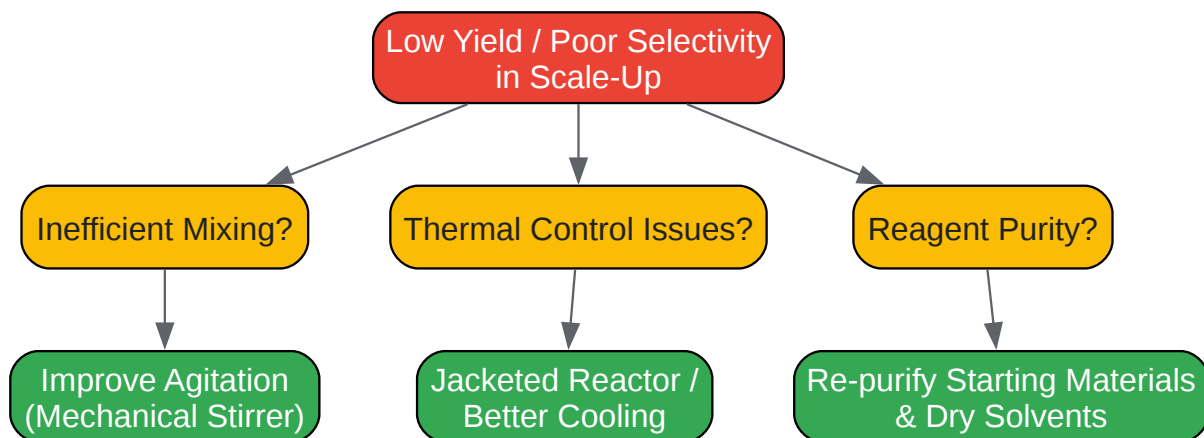 Low Yield / Poor Selectivity
in Scale-Up
Inefficient Mixing?
Thermal Control Issues?
Reagent Purity?
Improve Agitation
(Mechanical Stirrer)
Jacketed Reactor /
Better Cooling
Re-purify Starting Materials
& Dry Solvents